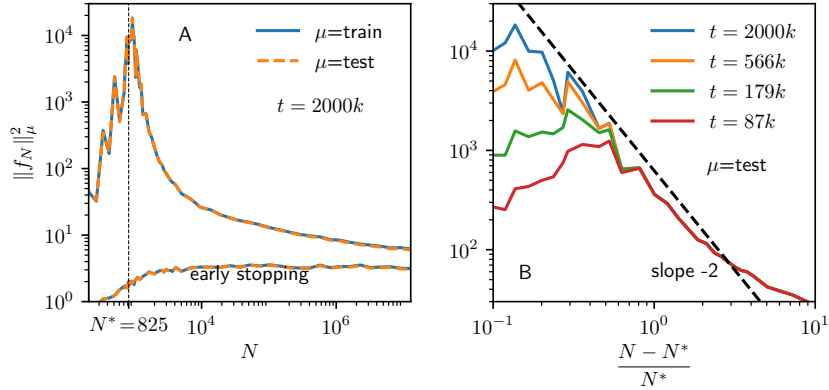 A
μ=train
μ=test
t = 2000k
||f_N||²_μ
10⁴
10³
10²
10¹
10⁰
early stopping
N* = 825
10⁴
10⁶
N
t = 2000k
t = 566k
t = 179k
t = 87k
μ=test
10⁴
10³
10²
B
slope -2
10⁻¹
10⁰
10¹
N − N*
N*